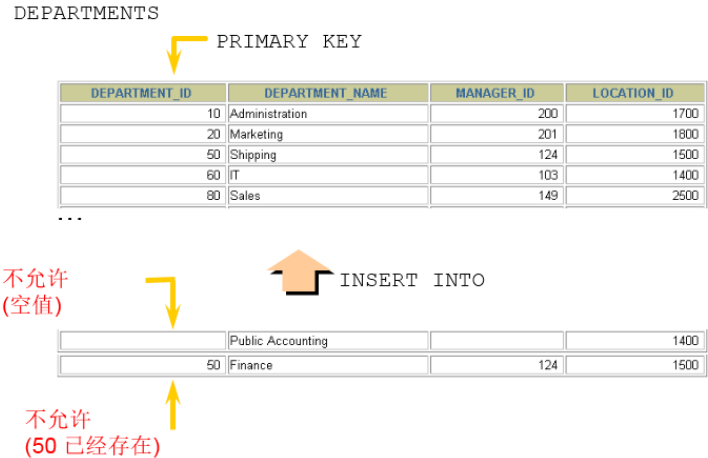 DEPARTMENTS
PRIMARY KEY
DEPARTMENT_ID DEPARTMENT_NAME MANAGER_ID LOCATION_ID
10 Administration 200 1700
20 Marketing 201 1800
50 Shipping 124 1500
60 IT 103 1400
80 Sales 149 2500
...
INSERT INTO
不允许
(空值)
Public Accounting 1400
50 Finance 124 1500
不允许
(50 已经存在)